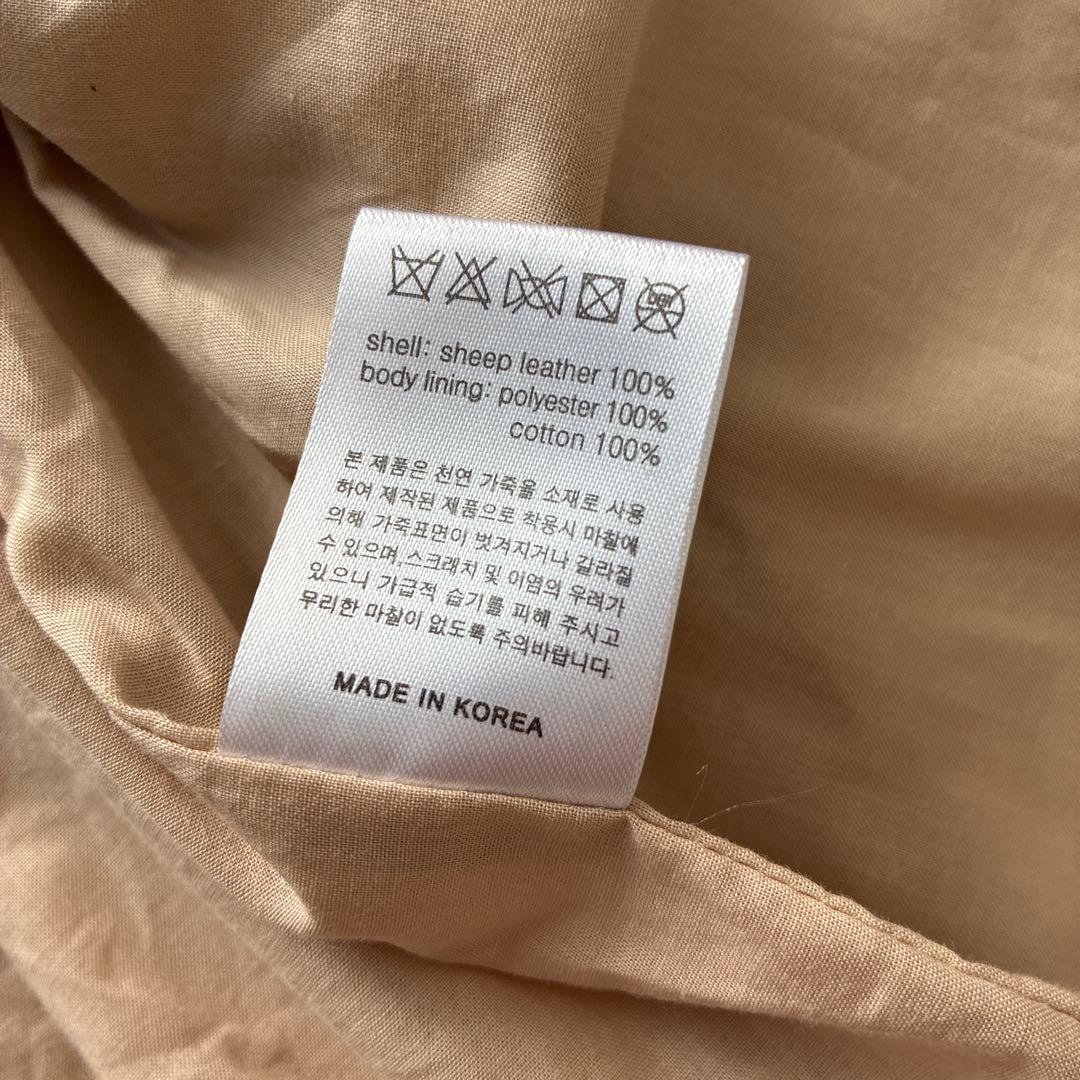 shell: sheep leather 100%
body lining: polyester 100%
cotton 100%
본 제품은 천연 가죽을 소재로 사용
하여 제작된 제품으로 착용시 마찰에
의해 가죽표면이 벗겨지거나 갈라질
수 있으며,스크래치 및 이염의 우려가
있으니 가급적 습기를 피해 주시고
무리한 마찰이 없도록 주의바랍니다.
MADE IN KOREA